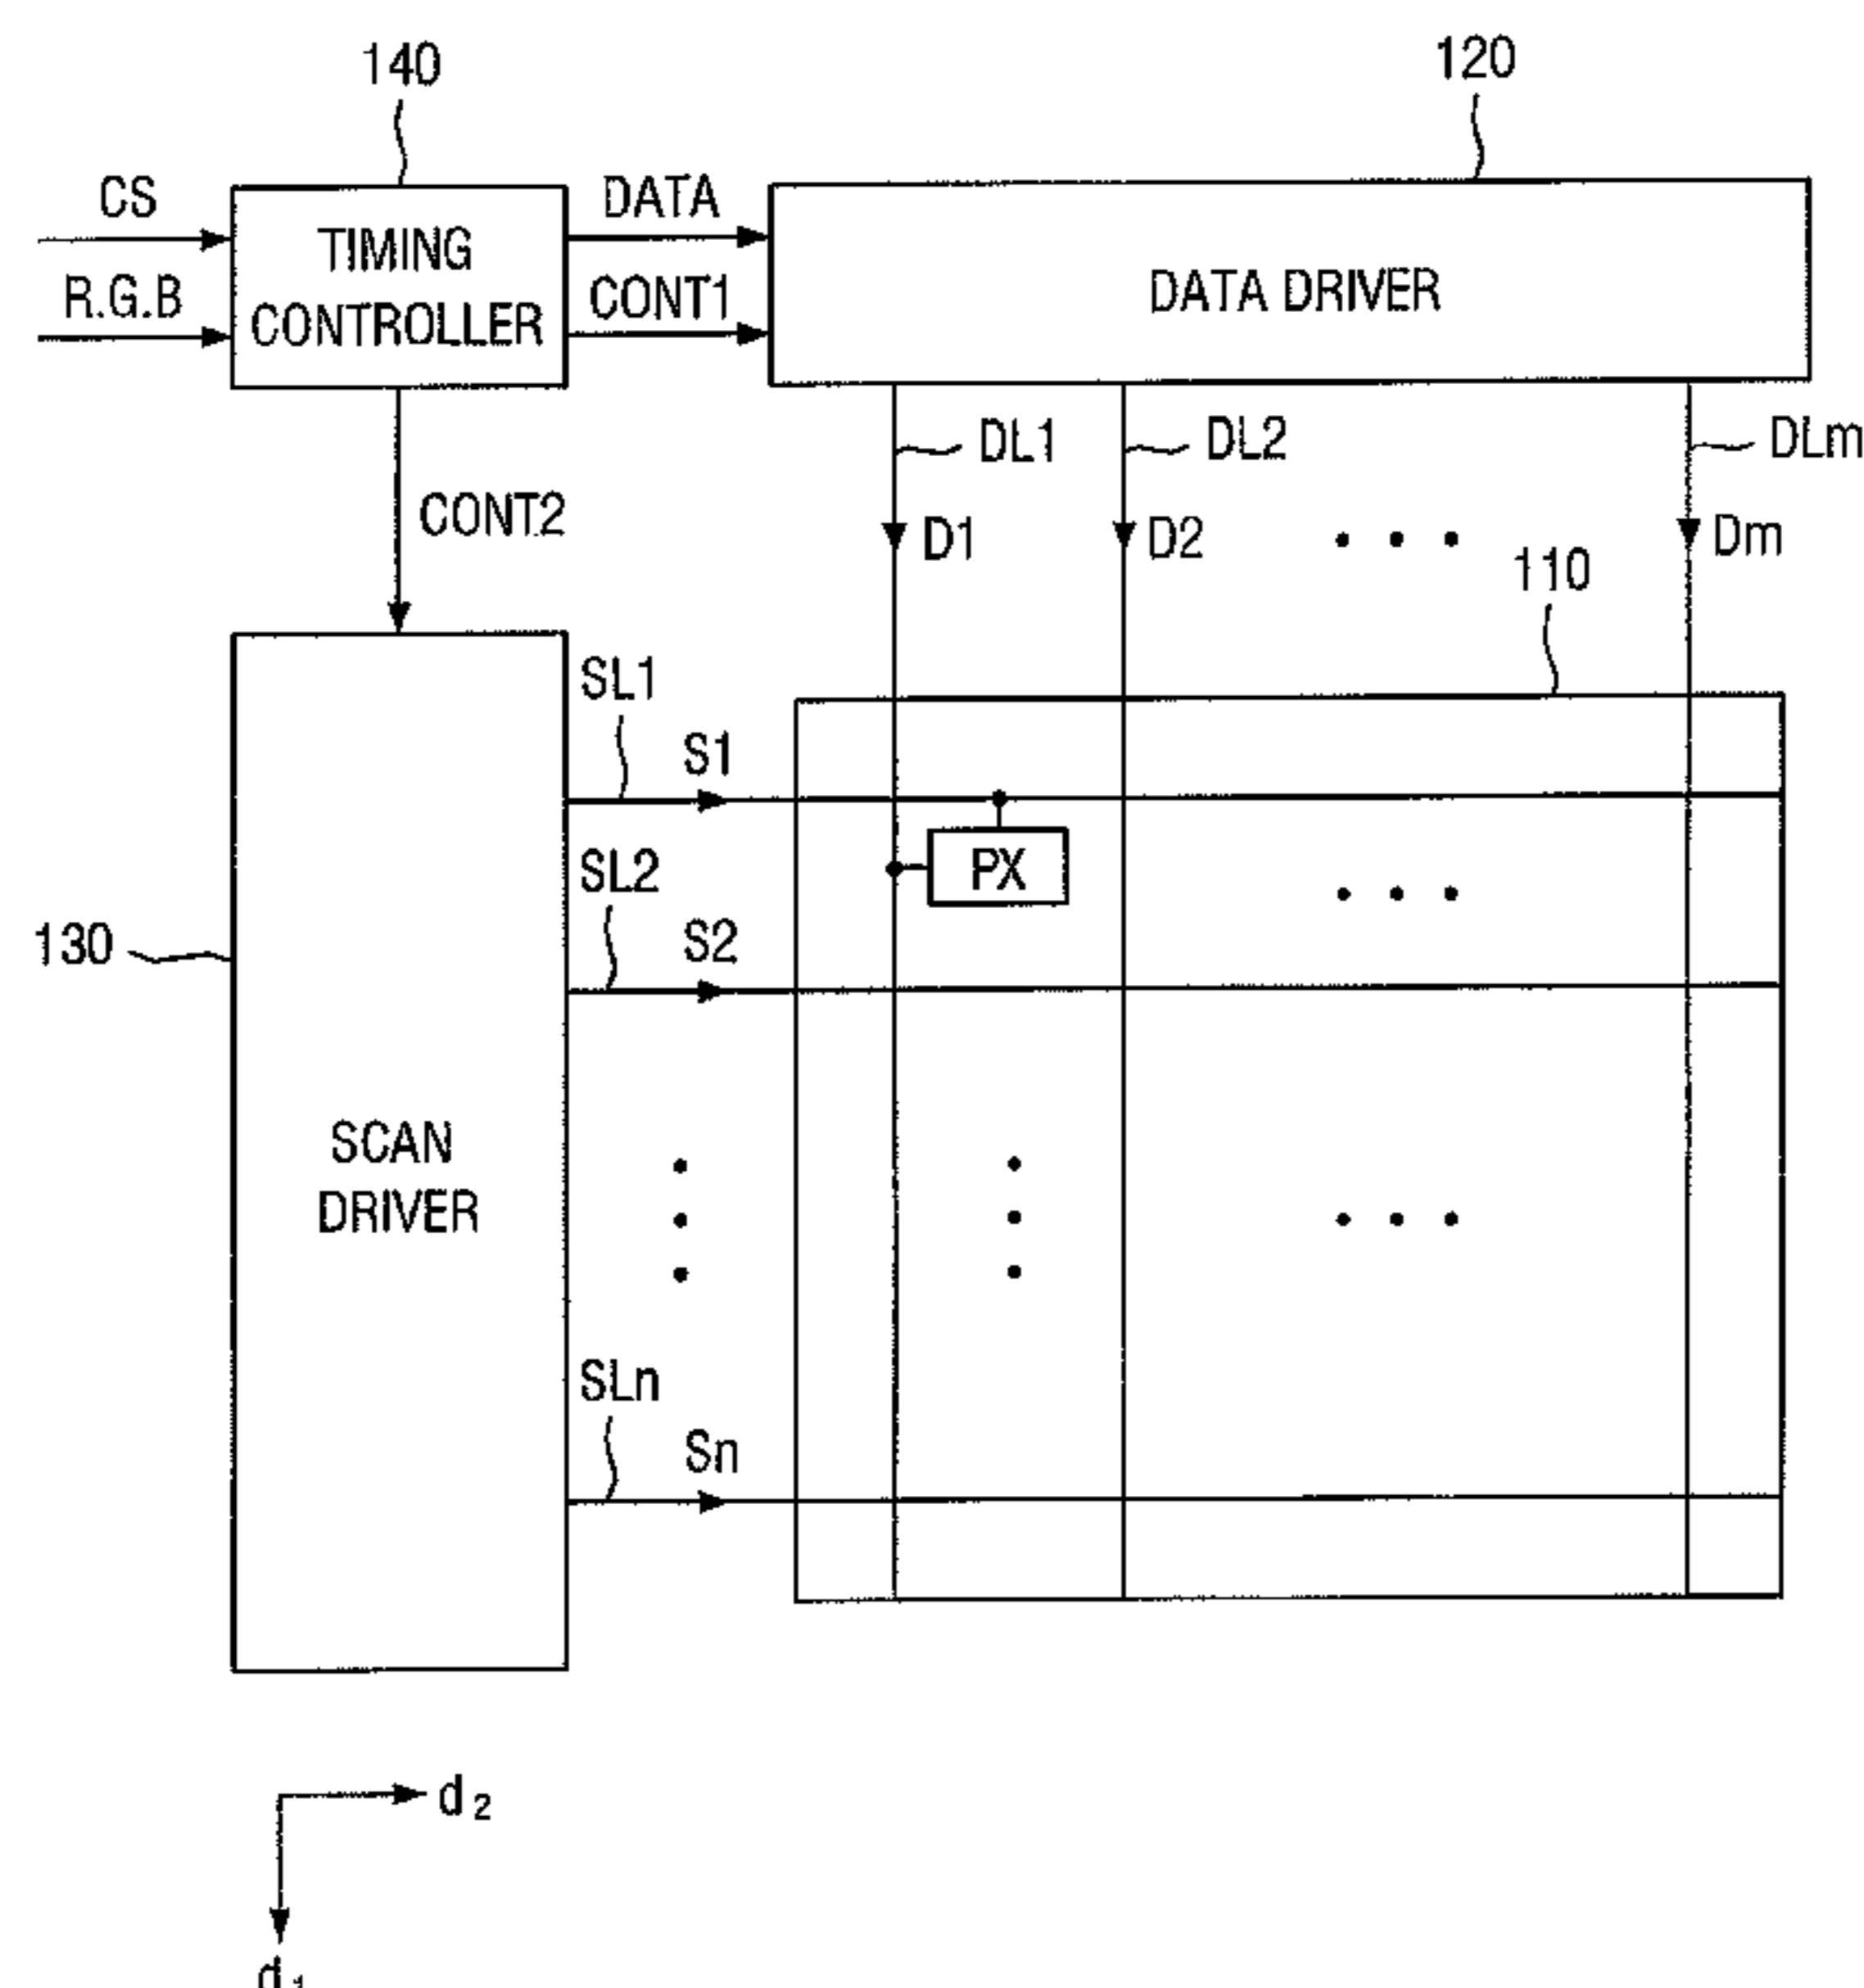 140
120
CS
R.G.B
TIMING
CONTROLLER
DATA
CONT1
DATA DRIVER
DL1
DL2
DLm
CONT2
D1
D2
Dm
110
SL1
S1
PX
SL2
S2
130
SCAN
DRIVER
SLn
Sn
d2
d1